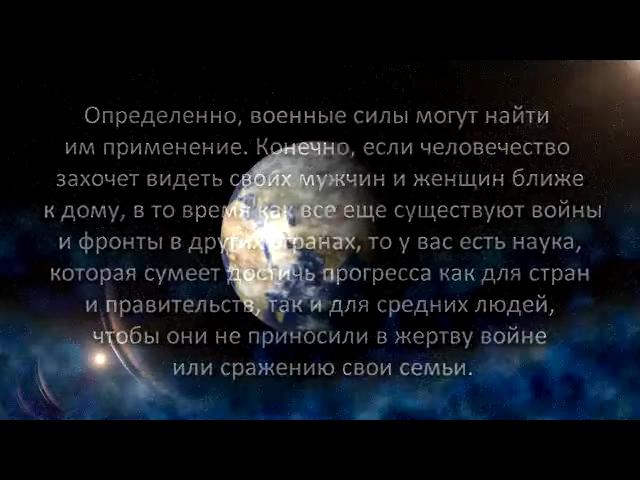 Определенно, военные силы могут найти
им применение. Конечно, если человечество
захочет видеть своих мужчин и женщин ближе
к дому, в то время как все еще существуют войны
и фронты в других странах, то у вас есть наука,
которая сумеет достичь прогресса как для стран
и правительств, так и для средних людей,
чтобы они не приносили в жертву войне
или сражению свои семьи.